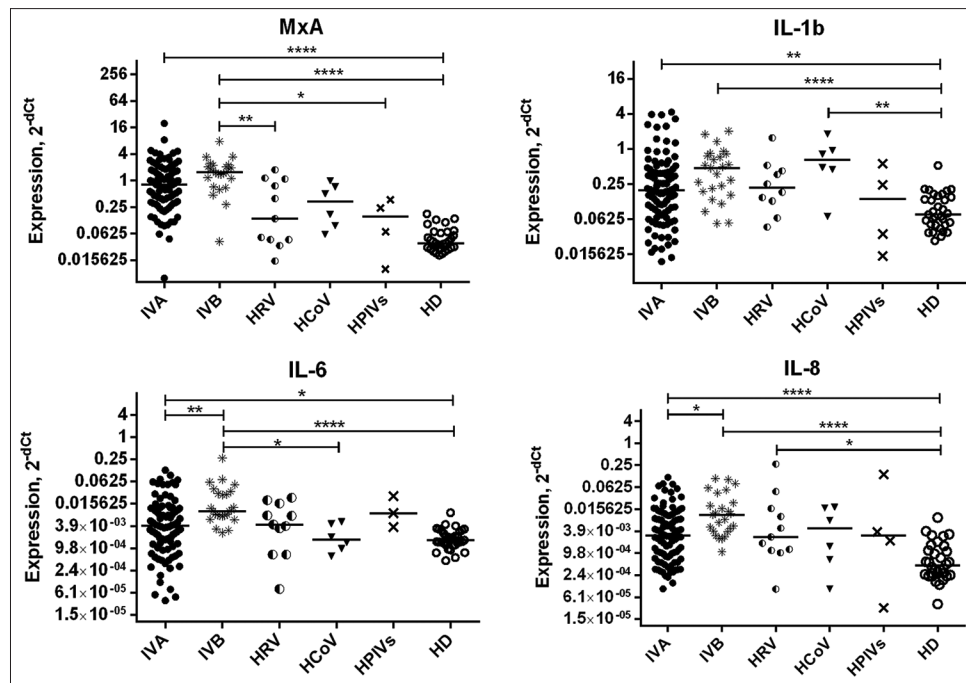 MxA
****
****
*
**
Expression, 2^-dCt
256
64
16
4
1
0.25
0.0625
0.015625
IVA
IVB
HRV
HCoV
HPIVs
HD
IL-1b
**
****
**
Expression, 2^-dCt
16
4
1
0.25
0.0625
0.015625
IVA
IVB
HRV
HCoV
HPIVs
HD
IL-6
*
**
****
*
Expression, 2^-dCt
4
1
0.25
0.0625
0.015625
3.9×10^-03
9.8×10^-04
2.4×10^-04
6.1×10^-05
1.5×10^-05
IVA
IVB
HRV
HCoV
HPIVs
HD
IL-8
****
*
****
*
Expression, 2^-dCt
4
1
0.25
0.0625
0.015625
3.9×10^-03
9.8×10^-04
2.4×10^-04
6.1×10^-05
1.5×10^-05
IVA
IVB
HRV
HCoV
HPIVs
HD